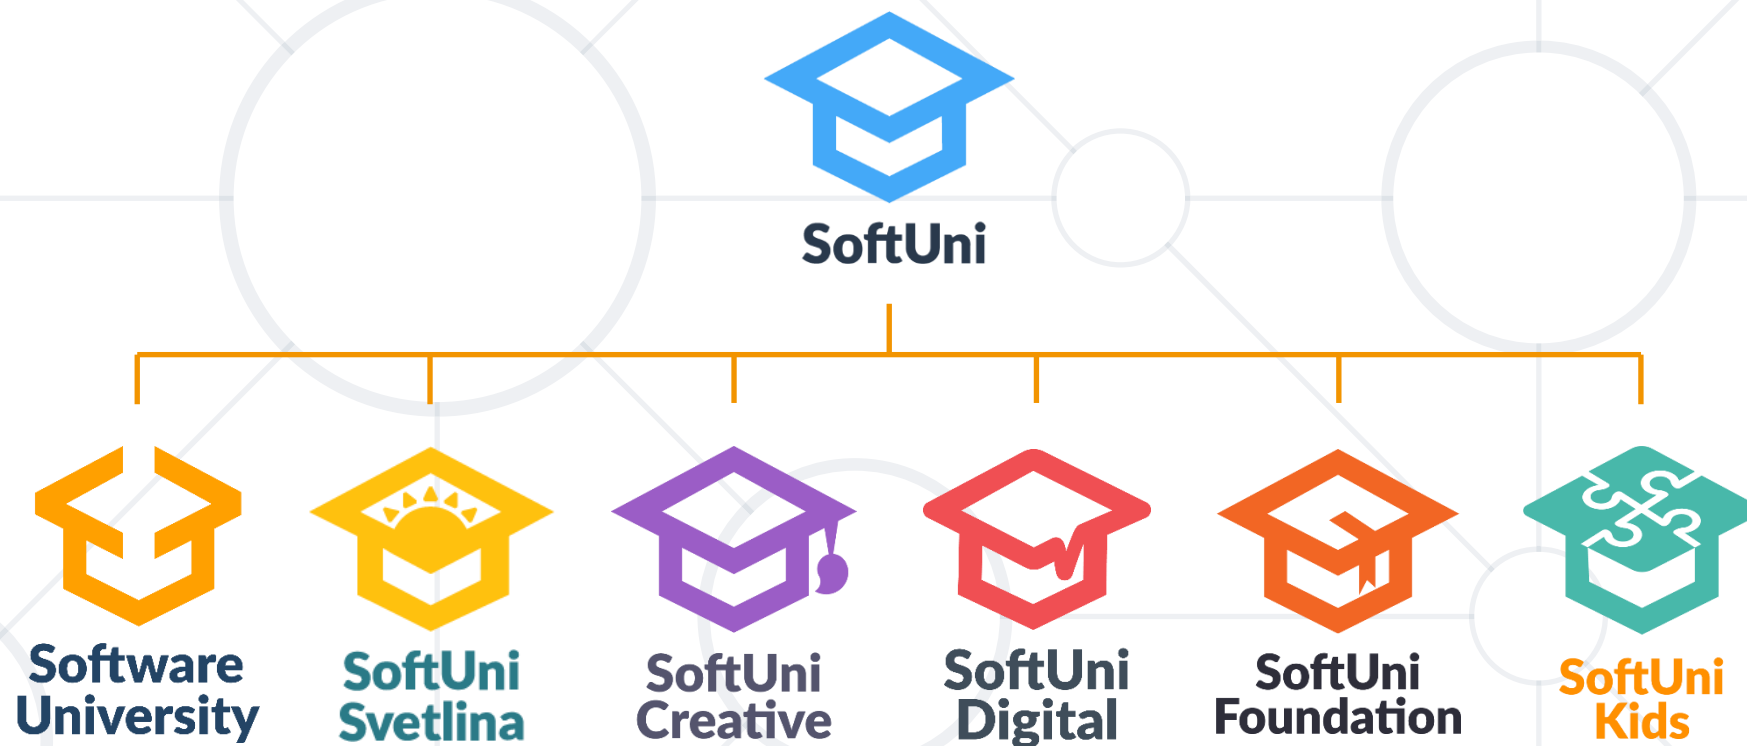 SoftUni
Software
University
SoftUni
Svetlina
SoftUni
Creative
SoftUni
Digital
SoftUni
Foundation
SoftUni
Kids